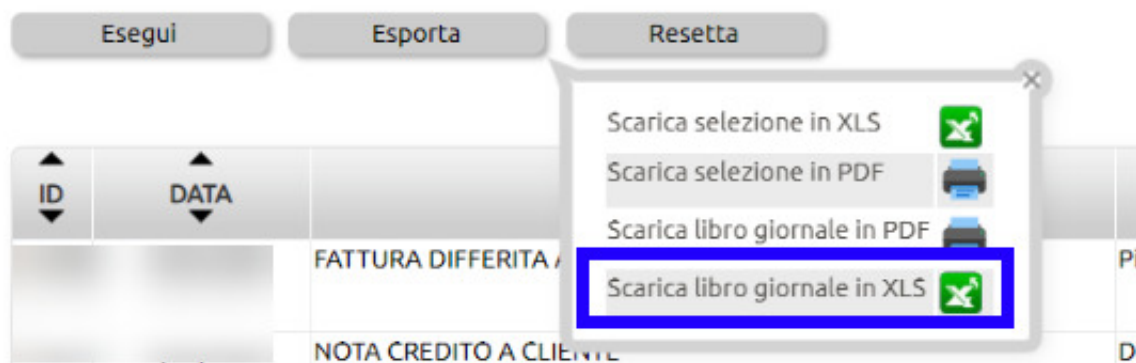 Esegui
Esporta
Resetta
Scarica selezione in XLS
Scarica selezione in PDF
Scarica libro giornale in PDF
Scarica libro giornale in XLS
ID
DATA
FATTURA DIFFERITA
NOTA CREDITO A CLIENTE